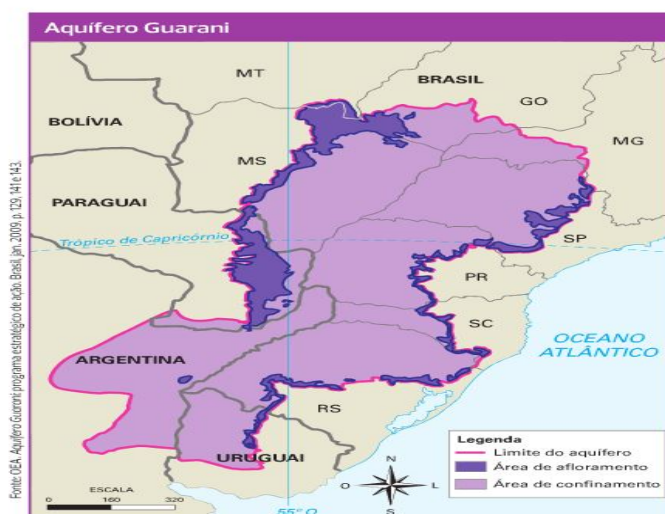 Aquífero Guarani
MT
BRASIL
GO
BOLÍVIA
MS
MG
PARAGUAI
Trópico de Capricórnio
SP
PR
SC
OCEANO
ATLÂNTICO
ARGENTINA
RS
URUGUAI
Legenda
Limite do aquífero
Área de afloramento
Área de confinamento
N
O
L
S
ESCALA
0
160
320
55° O
Fonte: OEA. Aquífero Guarani: programa estratégico de ação. Brasil, jan. 2009. p. 129, 141 e 143.